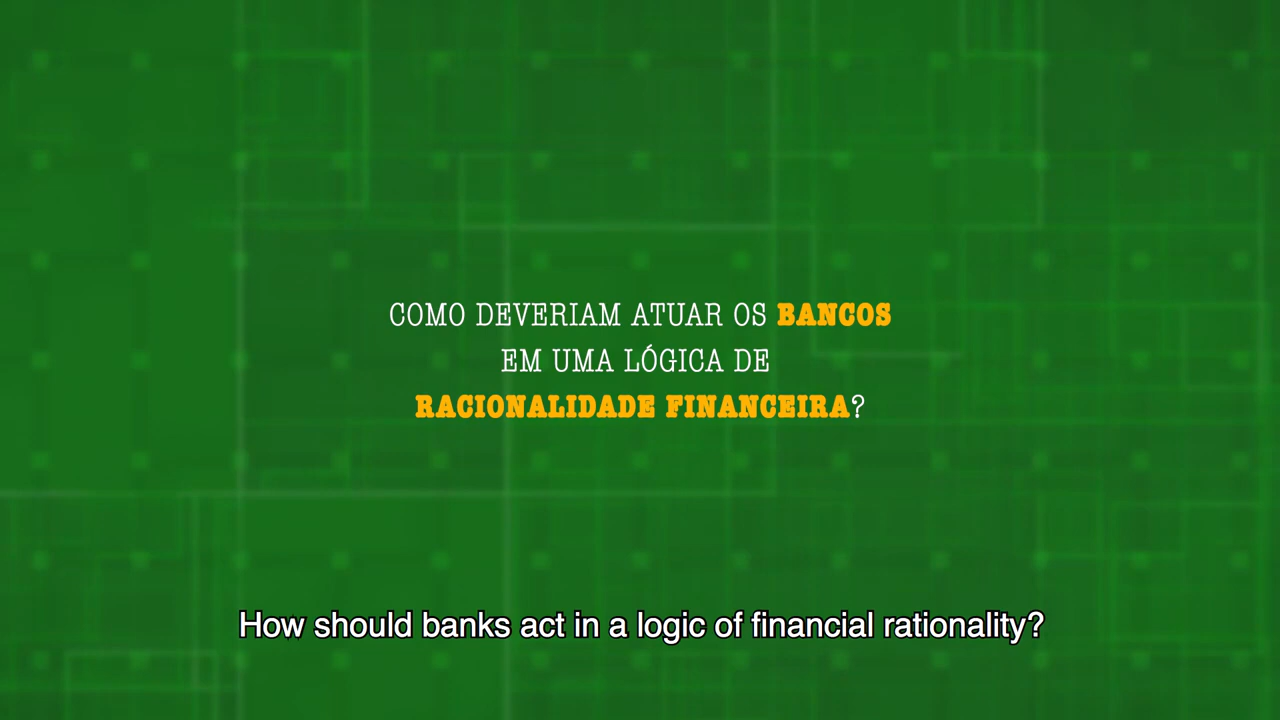 COMO DEVERIAM ATUAR OS BANCOS
EM UMA LÓGICA DE
RACIONALIDADE FINANCEIRA?
How should banks act in a logic of financial rationality?